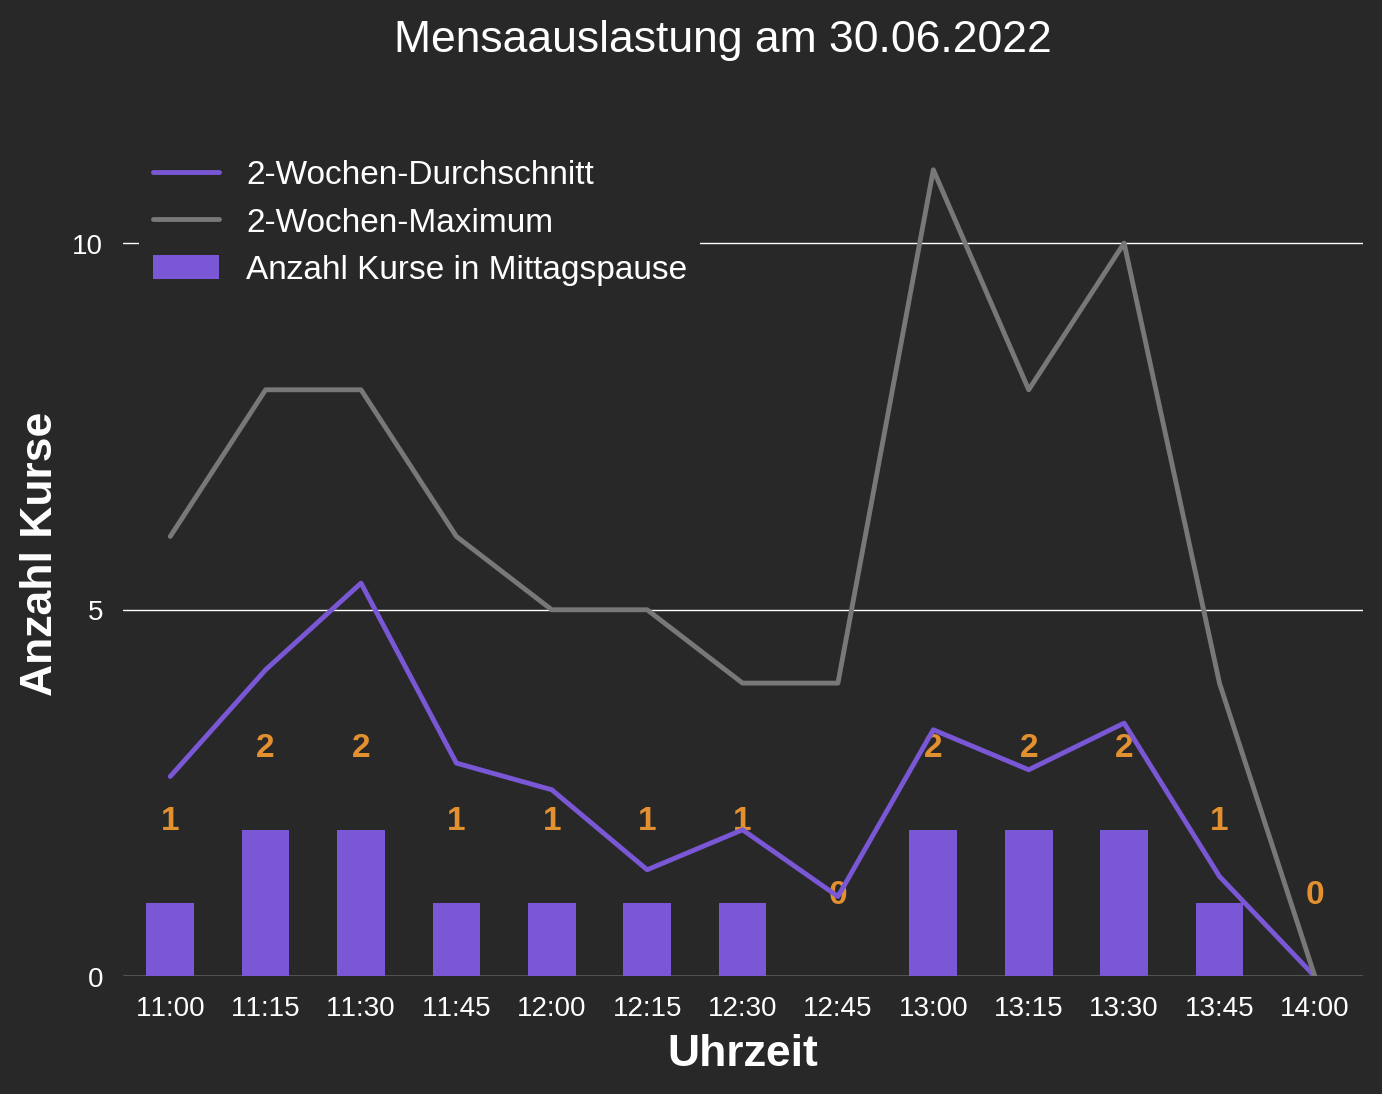 Mensaauslastung am 30.06.2022
2-Wochen-Durchschnitt
2-Wochen-Maximum
Anzahl Kurse in Mittagspause
10
5
0
Anzahl Kurse
1
2
2
1
1
1
1
0
2
2
2
1
0
11:00 11:15 11:30 11:45 12:00 12:15 12:30 12:45 13:00 13:15 13:30 13:45 14:00
Uhrzeit